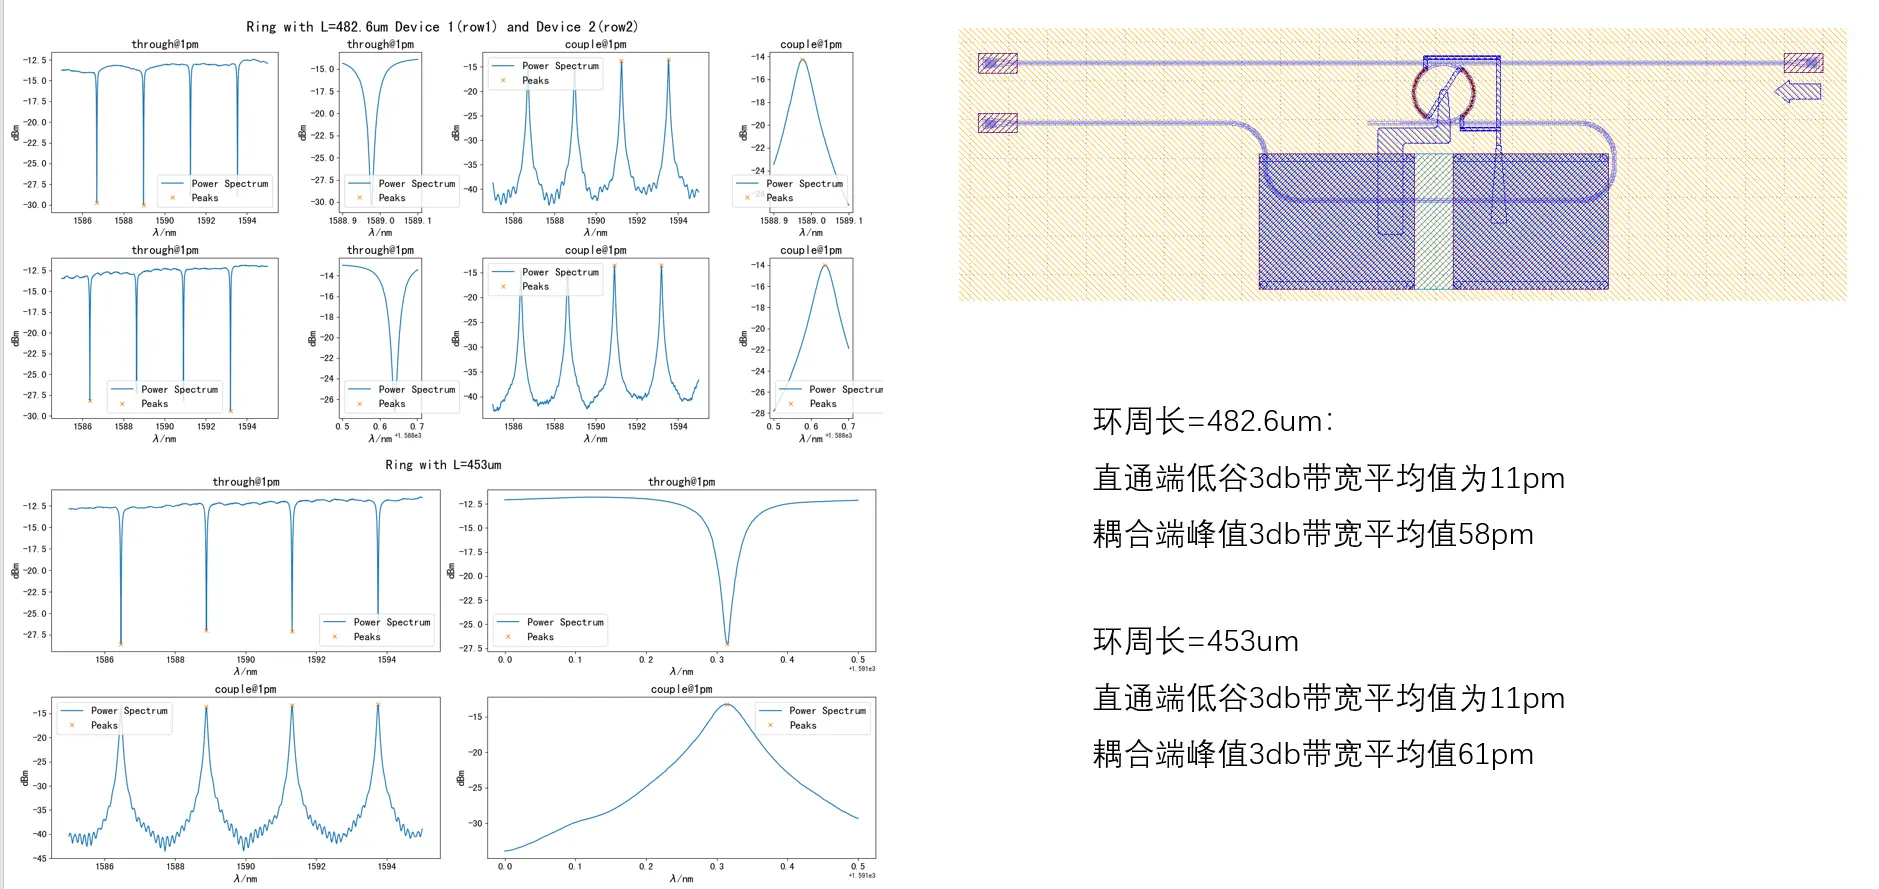 Ring with L=482.6um Device 1(row1) and Device 2(row2)
through@1pm
through@1pm
couple@1pm
couple@1pm
dBm
-12.5
-15.0
-17.5
-20.0
-22.5
-25.0
-27.5
-30.0
1586 1588 1590 1592 1594
λ/nm
Power Spectrum
Peaks
dBm
-15.0
-17.5
-20.0
-22.5
-25.0
-27.5
-30.0
1588.9 1589.0 1589.1
λ/nm
Power Spectrum
Peaks
dBm
-15
-20
-25
-30
-35
-40
1586 1588 1590 1592 1594
λ/nm
Power Spectrum
Peaks
dBm
-14
-16
-18
-20
-22
-24
1588.9 1589.0 1589.1
λ/nm
Power Spectrum
Peaks
through@1pm
through@1pm
couple@1pm
couple@1pm
dBm
-12.5
-15.0
-17.5
-20.0
-22.5
-25.0
-27.5
-30.0
1586 1588 1590 1592 1594
λ/nm
Power Spectrum
Peaks
dBm
-14
-16
-18
-20
-22
-24
-26
0.5 0.6 0.7
λ/nm
+1.588e3
Power Spectrum
Peaks
dBm
-15
-20
-25
-30
-35
-40
1586 1588 1590 1592 1594
λ/nm
Power Spectrum
Peaks
dBm
-14
-16
-18
-20
-22
-24
-26
-28
0.5 0.6 0.7
λ/nm
+1.588e3
Power Spectrum
Peaks
Ring with L=453um
through@1pm
through@1pm
dBm
-12.5
-15.0
-17.5
-20.0
-22.5
-25.0
-27.5
1586 1588 1590 1592 1594
λ/nm
Power Spectrum
Peaks
dBm
-12.5
-15.0
-17.5
-20.0
-22.5
-25.0
-27.5
0.0 0.1 0.2 0.3 0.4 0.5
λ/nm
+1.591e3
Power Spectrum
Peaks
couple@1pm
couple@1pm
dBm
-15
-20
-25
-30
-35
-40
-45
1586 1588 1590 1592 1594
λ/nm
Power Spectrum
Peaks
dBm
-15
-20
-25
-30
0.0 0.1 0.2 0.3 0.4 0.5
λ/nm
+1.591e3
Power Spectrum
Peaks
环周长=482.6um：
直通端低谷3db带宽平均值为11pm
耦合端峰值3db带宽平均值58pm
环周长=453um
直通端低谷3db带宽平均值为11pm
耦合端峰值3db带宽平均值61pm